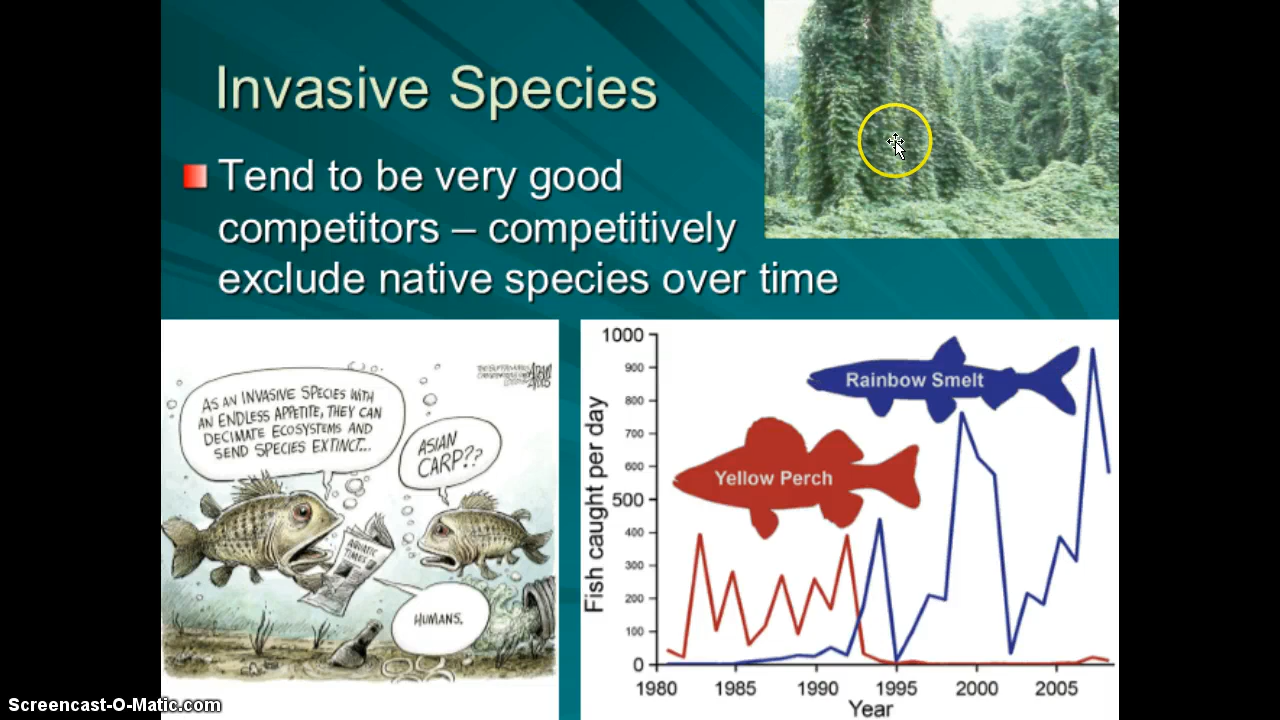 Invasive Species
Tend to be very good
competitors – competitively
exclude native species over time
AS AN INVASIVE SPECIES WITH
AN ENDLESS APPETITE, THEY CAN
DECIMATE ECOSYSTEMS AND
SEND SPECIES EXTINCT...
ASIAN
CARP??
AQUATIC
TIMES
HUMANS.
1000
900
800
700
600
500
400
300
200
100
0
Fish caught per day
Rainbow Smelt
Yellow Perch
1980 1985 1990 1995 2000 2005
Year
Screencast-O-Matic.com